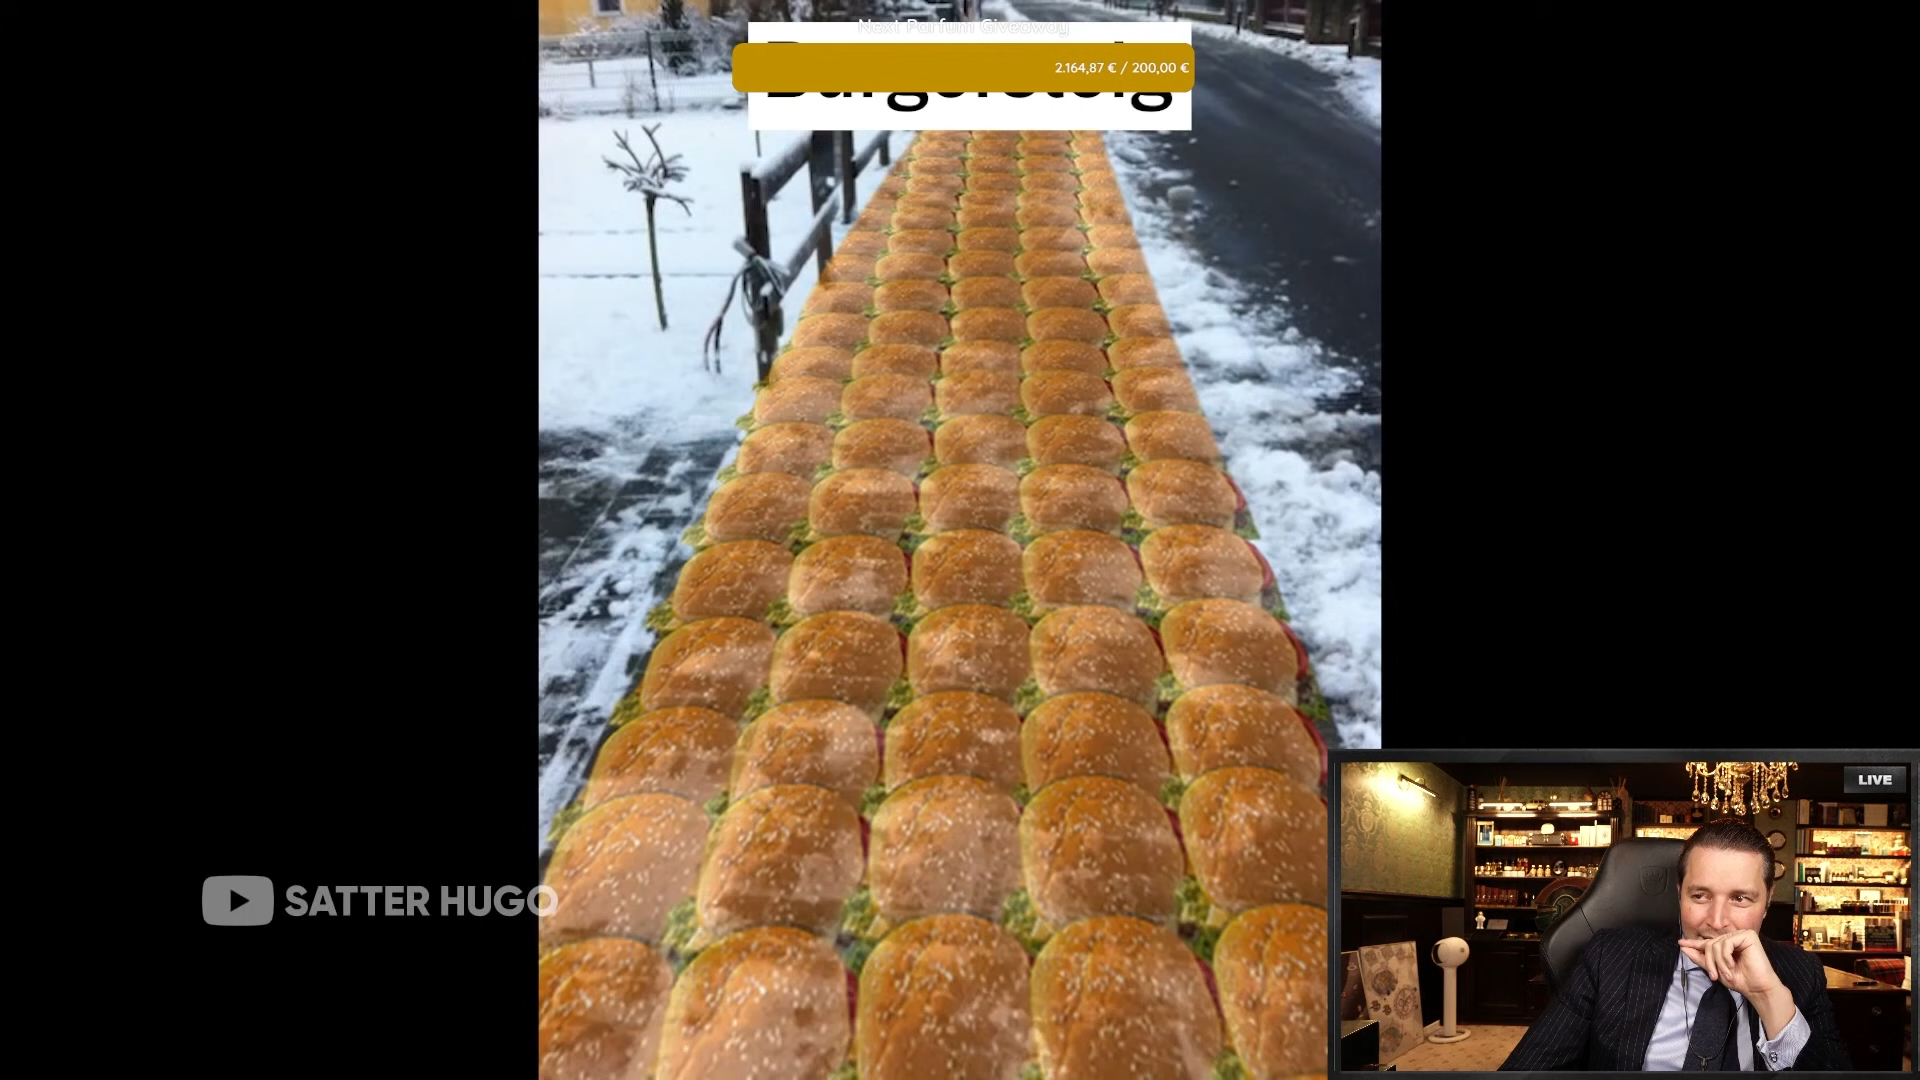 Next Parfum Giveaway
2.164,87 € / 200,00 €
SATTER HUGO
LIVE